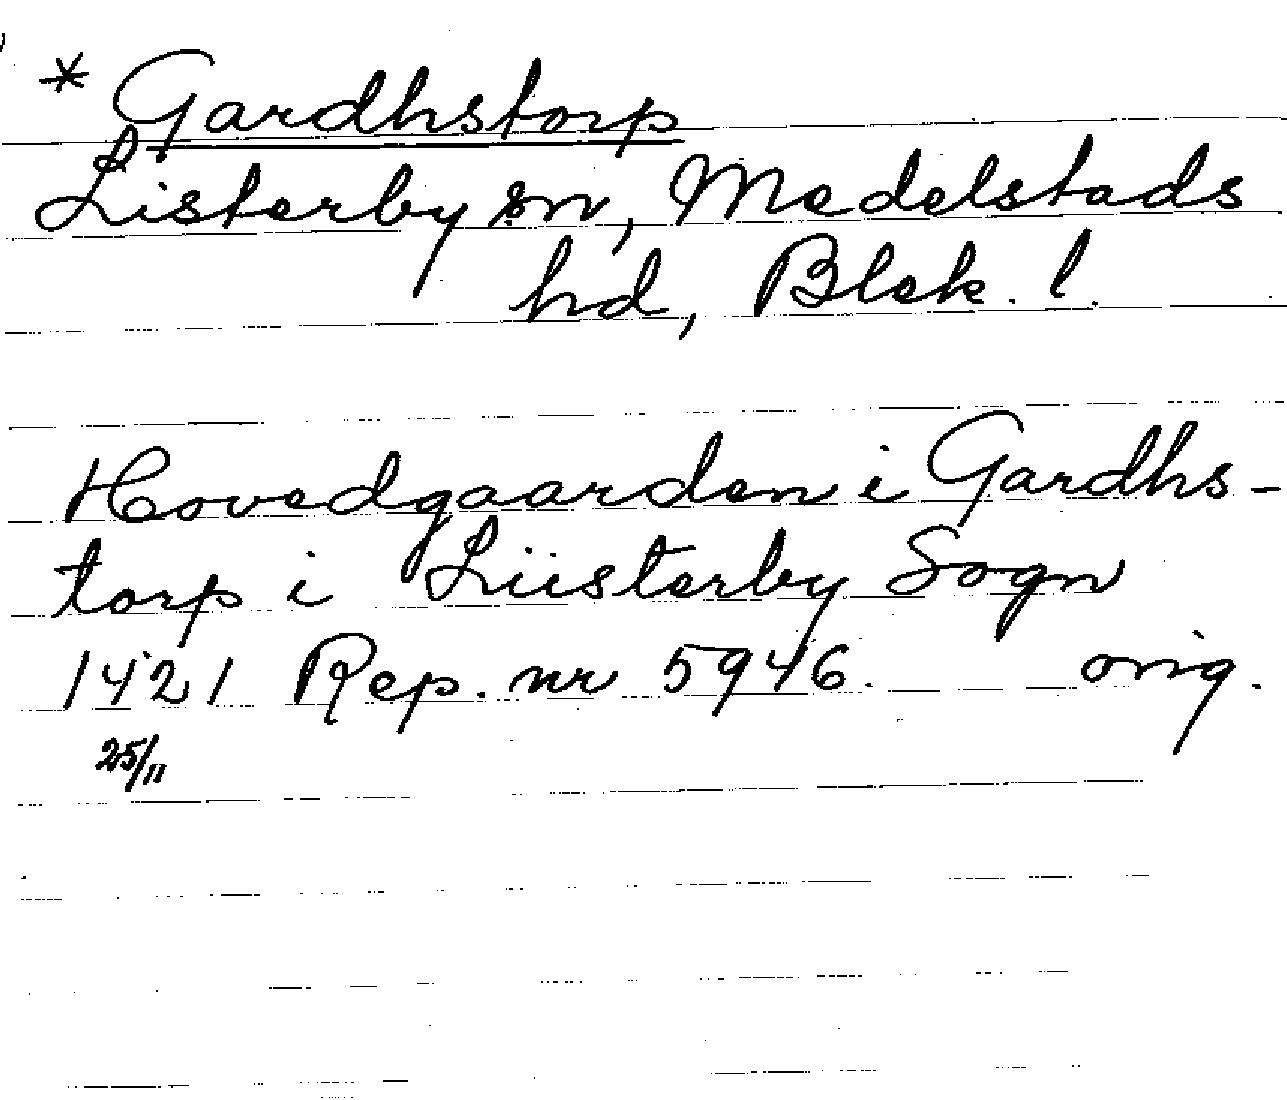 * Gardhstorp
Listerby sn, Medelstads
hd, Blek. l.
Hovedgaarden i Gardhs-
torp i Liisterby Sogn
1421 Rep. nr 5946. orig.
25/11